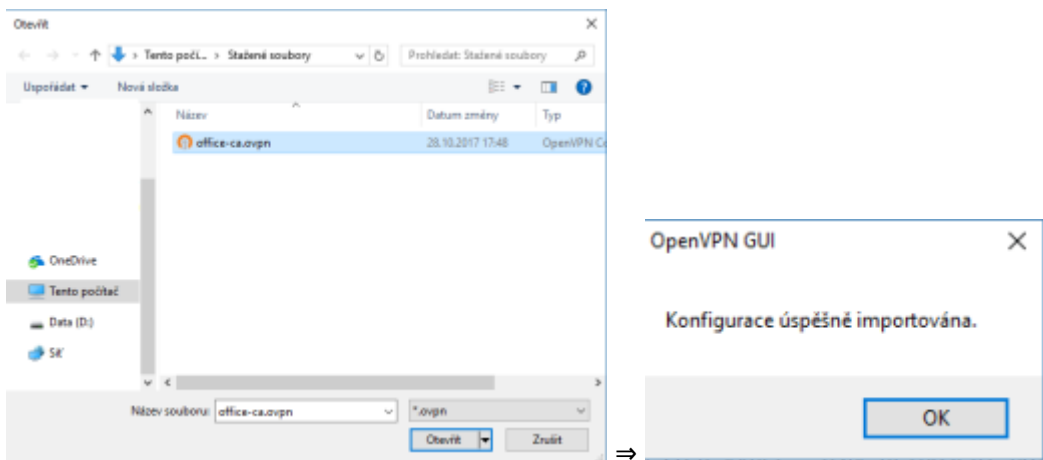 Otevřít
Tento počí... > Stažené soubory
Prohledat: Stažené soubory
Uspořádat
Nová složka
Název
Datum změny
Typ
office-ca.ovpn
28.10.2017 17:48
OpenVPN Co
OneDrive
Tento počítač
Data (D:)
Síť
Název souboru:
office-ca.ovpn
*.ovpn
Otevřít
Zrušit
⇒
OpenVPN GUI
Konfigurace úspěšně importována.
OK